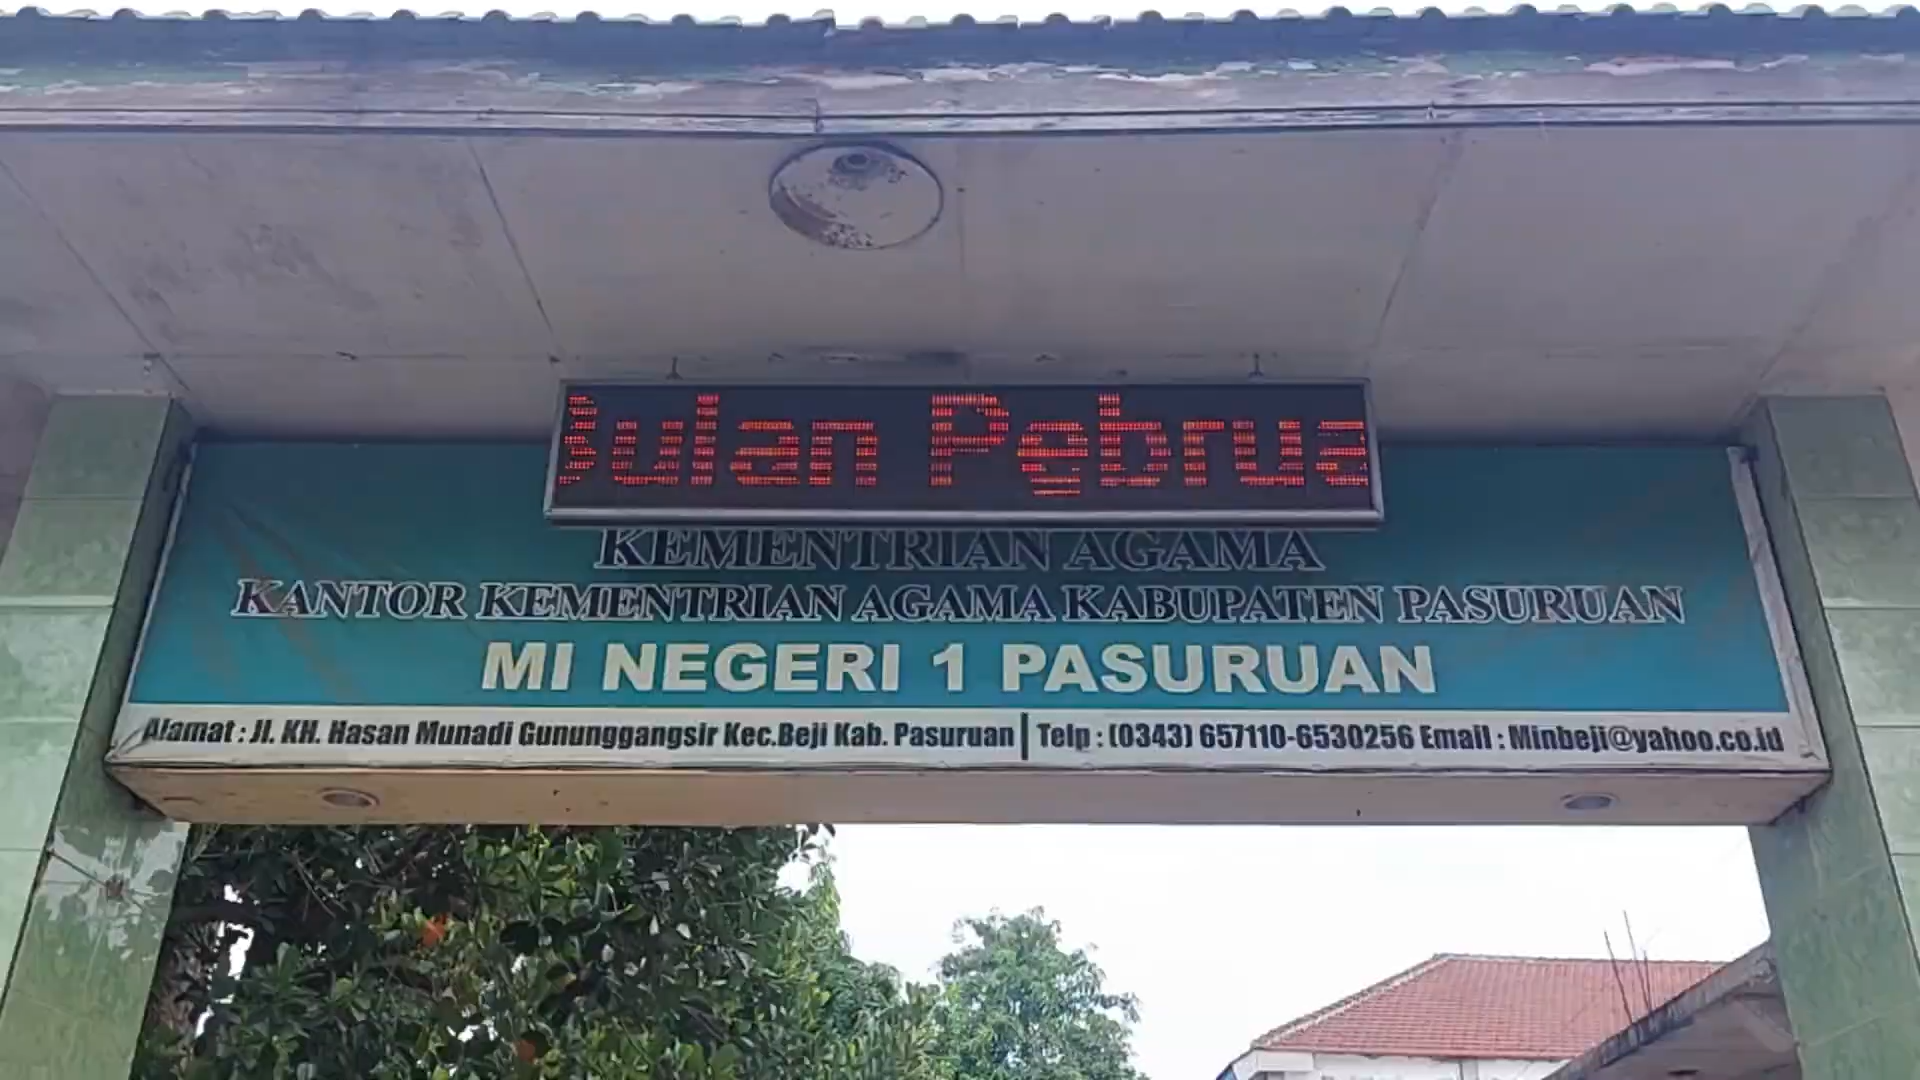 Bulan Pebrua
KEMENTRIAN AGAMA
KANTOR KEMENTRIAN AGAMA KABUPATEN PASURUAN
MI NEGERI 1 PASURUAN
Alamat : Jl. KH. Hasan Munadi Gununggangsir Kec.Beji Kab. Pasuruan | Telp : (0343) 657110-6530256 Email : Minbeji@yahoo.co.id